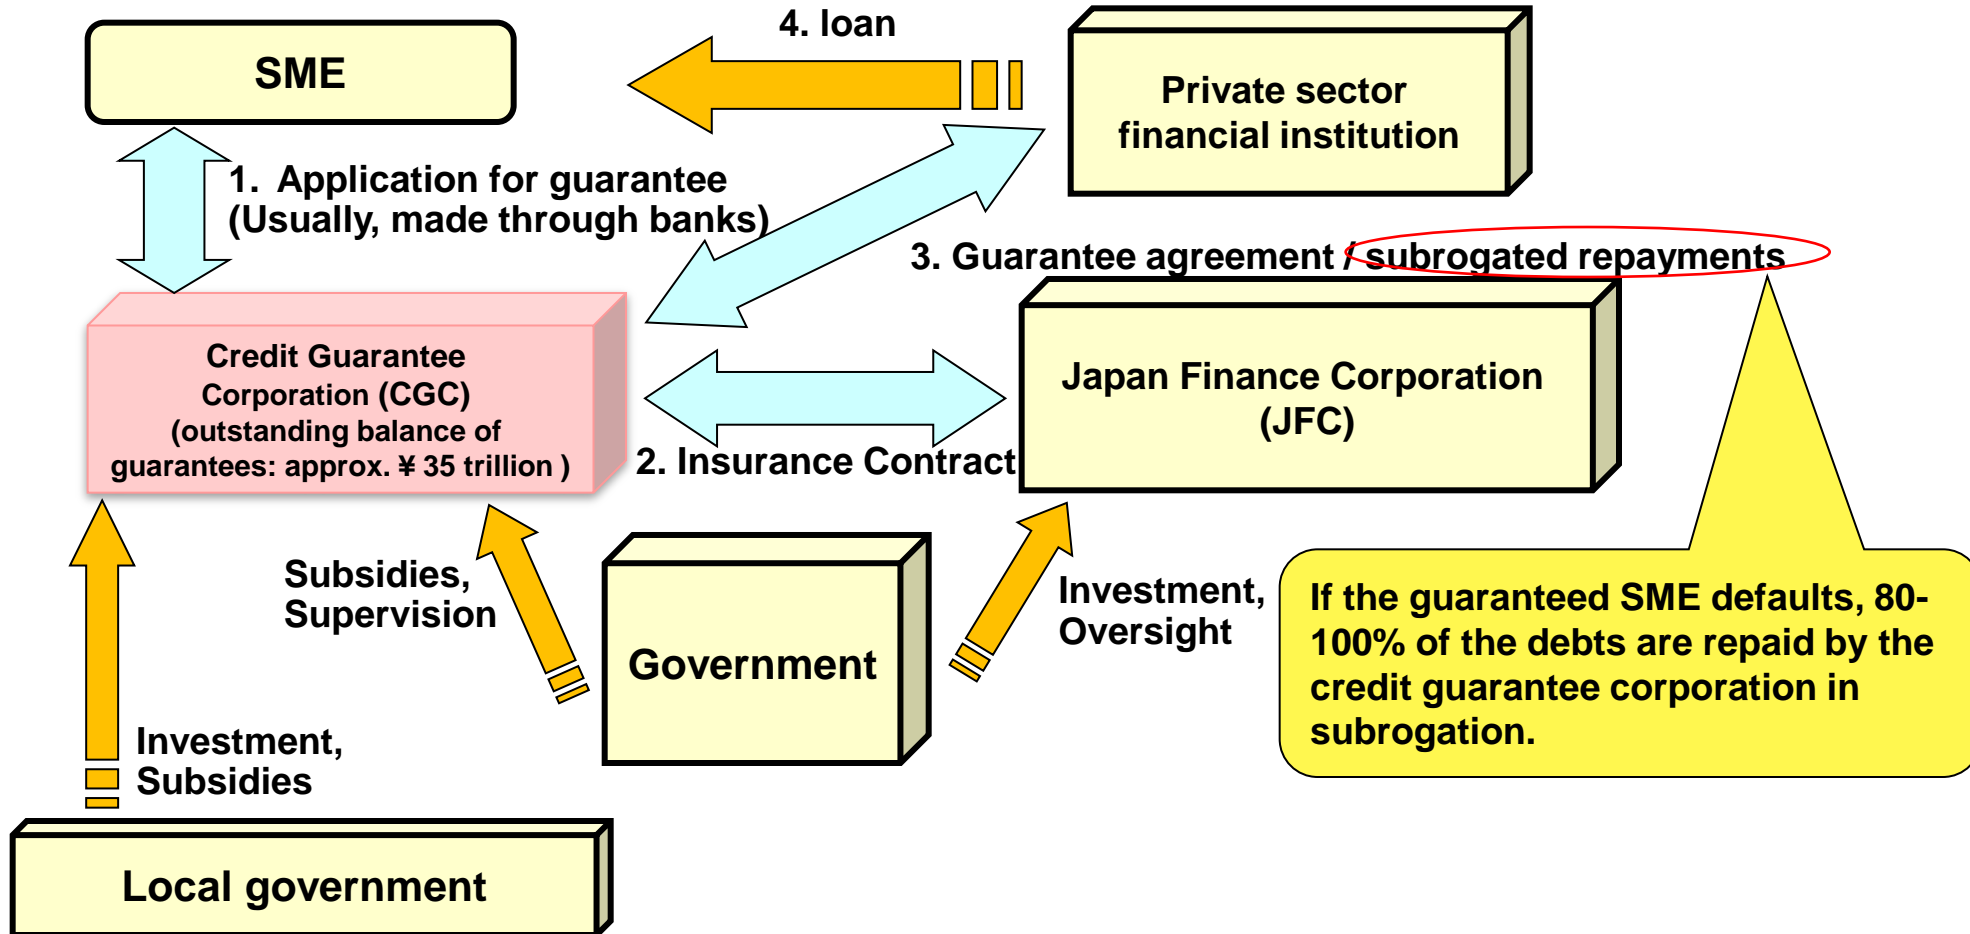 4. loan
SME
Private sector
financial institution
1. Application for guarantee
(Usually, made through banks)
3. Guarantee agreement / subrogated repayments
Credit Guarantee
Corporation (CGC)
(outstanding balance of
guarantees: approx. ¥ 35 trillion )
Japan Finance Corporation
(JFC)
2. Insurance Contract
Subsidies,
Supervision
Government
Investment,
Oversight
If the guaranteed SME defaults, 80-
100% of the debts are repaid by the
credit guarantee corporation in
subrogation.
Investment,
Subsidies
Local government